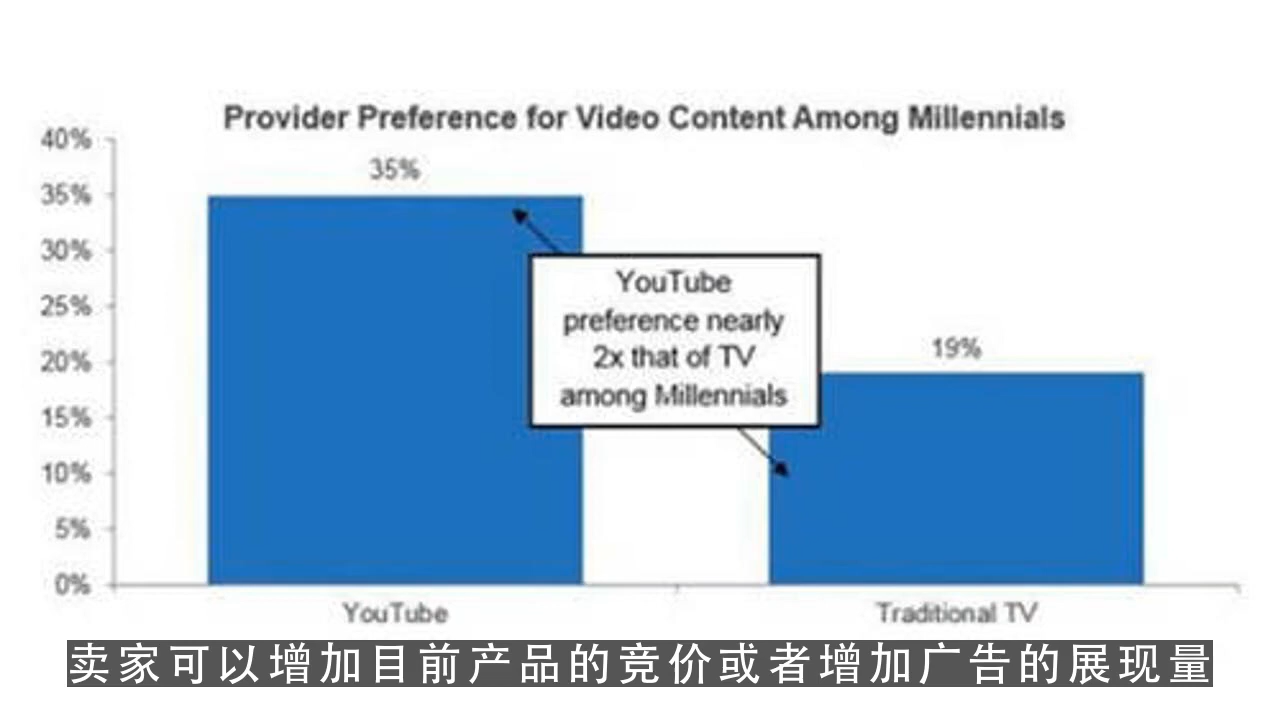 Provider Preference for Video Content Among Millennials
40%
35%
30%
25%
20%
15%
10%
5%
0%
35%
19%
YouTube
preference nearly
2x that of TV
among Millennials
YouTube
Traditional TV
卖家可以增加目前产品的竞价或者增加广告的展现量